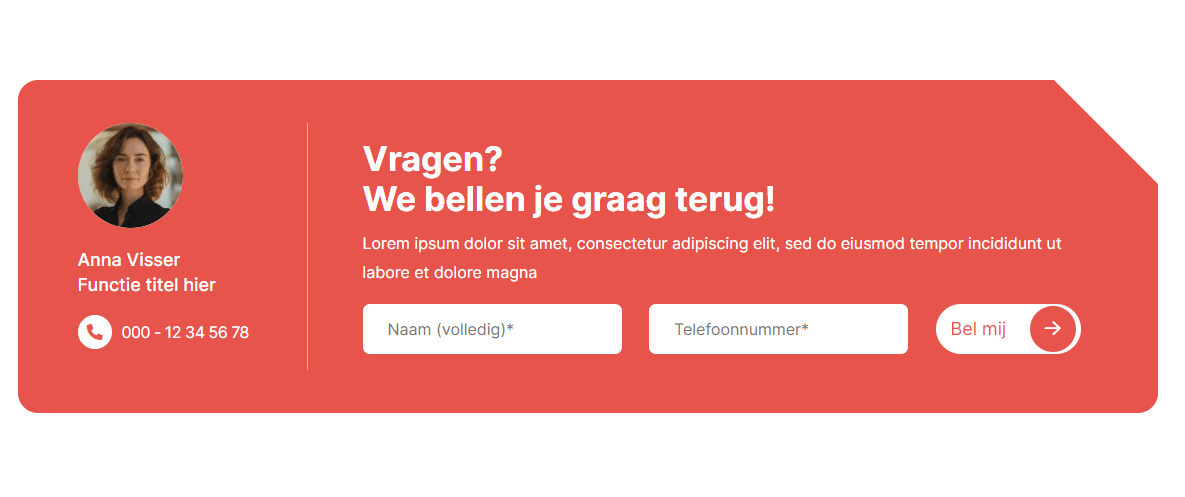 Anna Visser
Functie titel hier
000 - 12 34 56 78
Vragen?
We bellen je graag terug!
Lorem ipsum dolor sit amet, consectetur adipiscing elit, sed do eiusmod tempor incididunt ut
labore et dolore magna
Naam (volledig)*
Telefoonnummer*
Bel mij